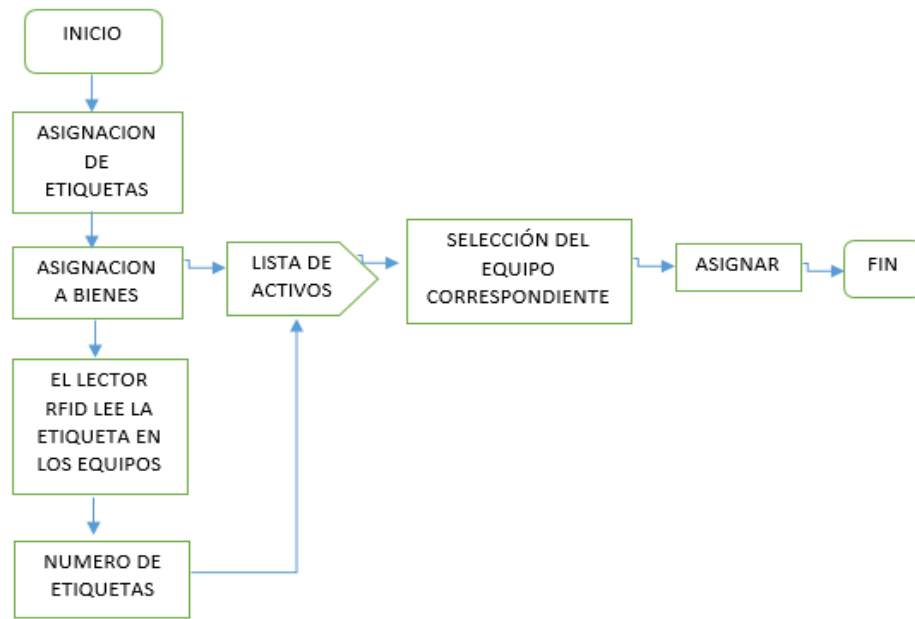 INICIO
ASIGNACION
DE
ETIQUETAS
ASIGNACION
A BIENES
EL LECTOR
RFID LEE LA
ETIQUETA EN
LOS EQUIPOS
NUMERO DE
ETIQUETAS
LISTA DE
ACTIVOS
SELECCIÓN DEL
EQUIPO
CORRESPONDIENTE
ASIGNAR
FIN